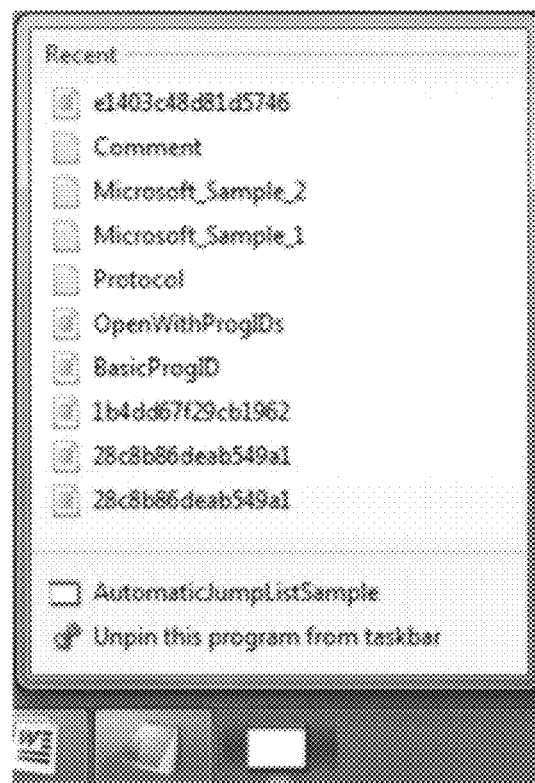 Recent
e1403c48d81d5746
Comment
Microsoft_Sample_2
Microsoft_Sample_1
Protocol
OpenWithProgIDs
BasicProgID
1b4dd67f29cb1962
28c8b86deab549a1
28c8b86deab549a1
AutomaticJumpListSample
Unpin this program from taskbar